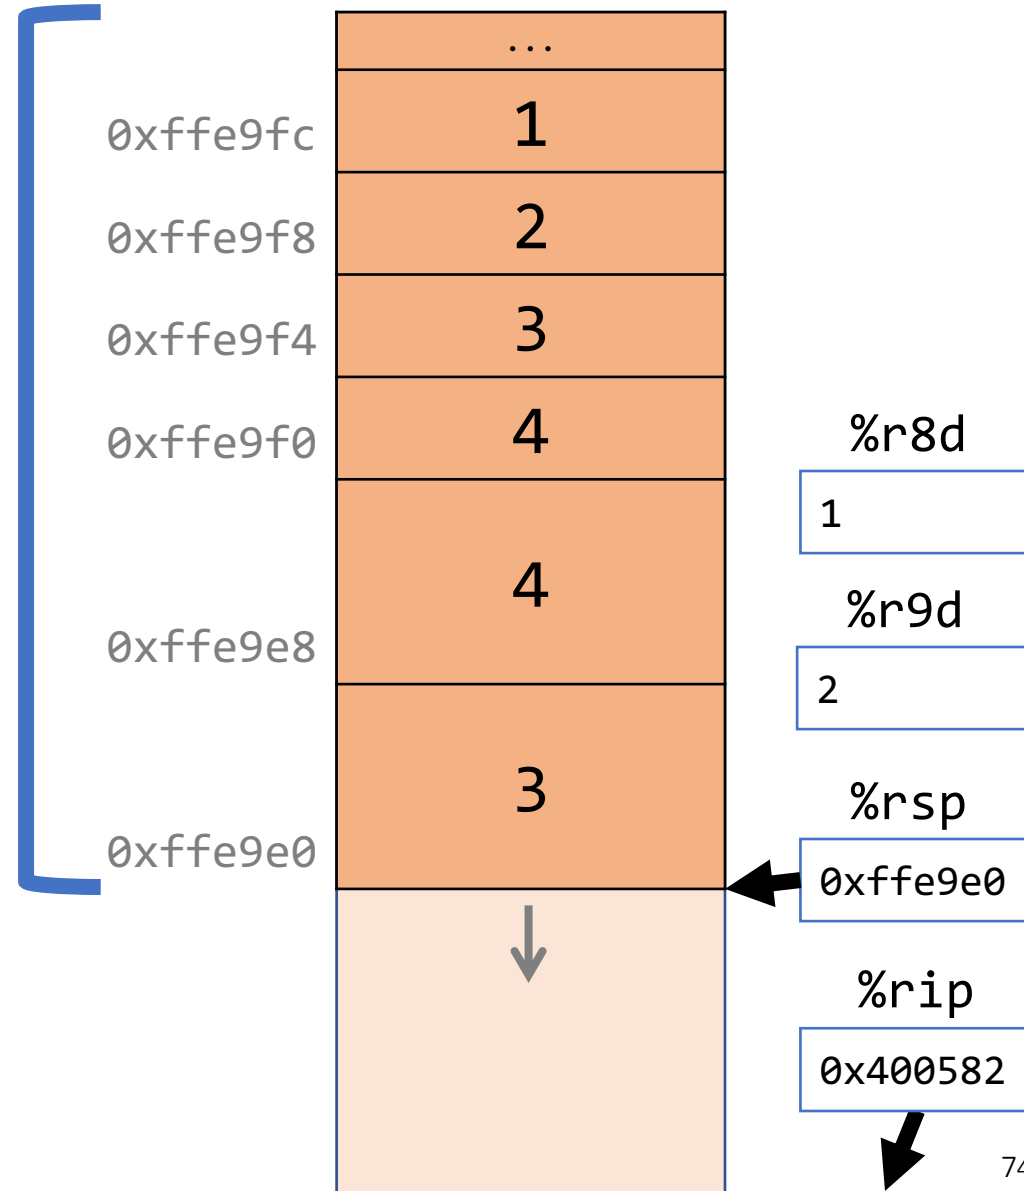 ...
0xffe9fc 1
0xffe9f8 2
0xffe9f4 3
0xffe9f0 4
0xffe9e8 4
0xffe9e0 3
%r8d
1
%r9d
2
%rsp
0xffe9e0
%rip
0x400582
74